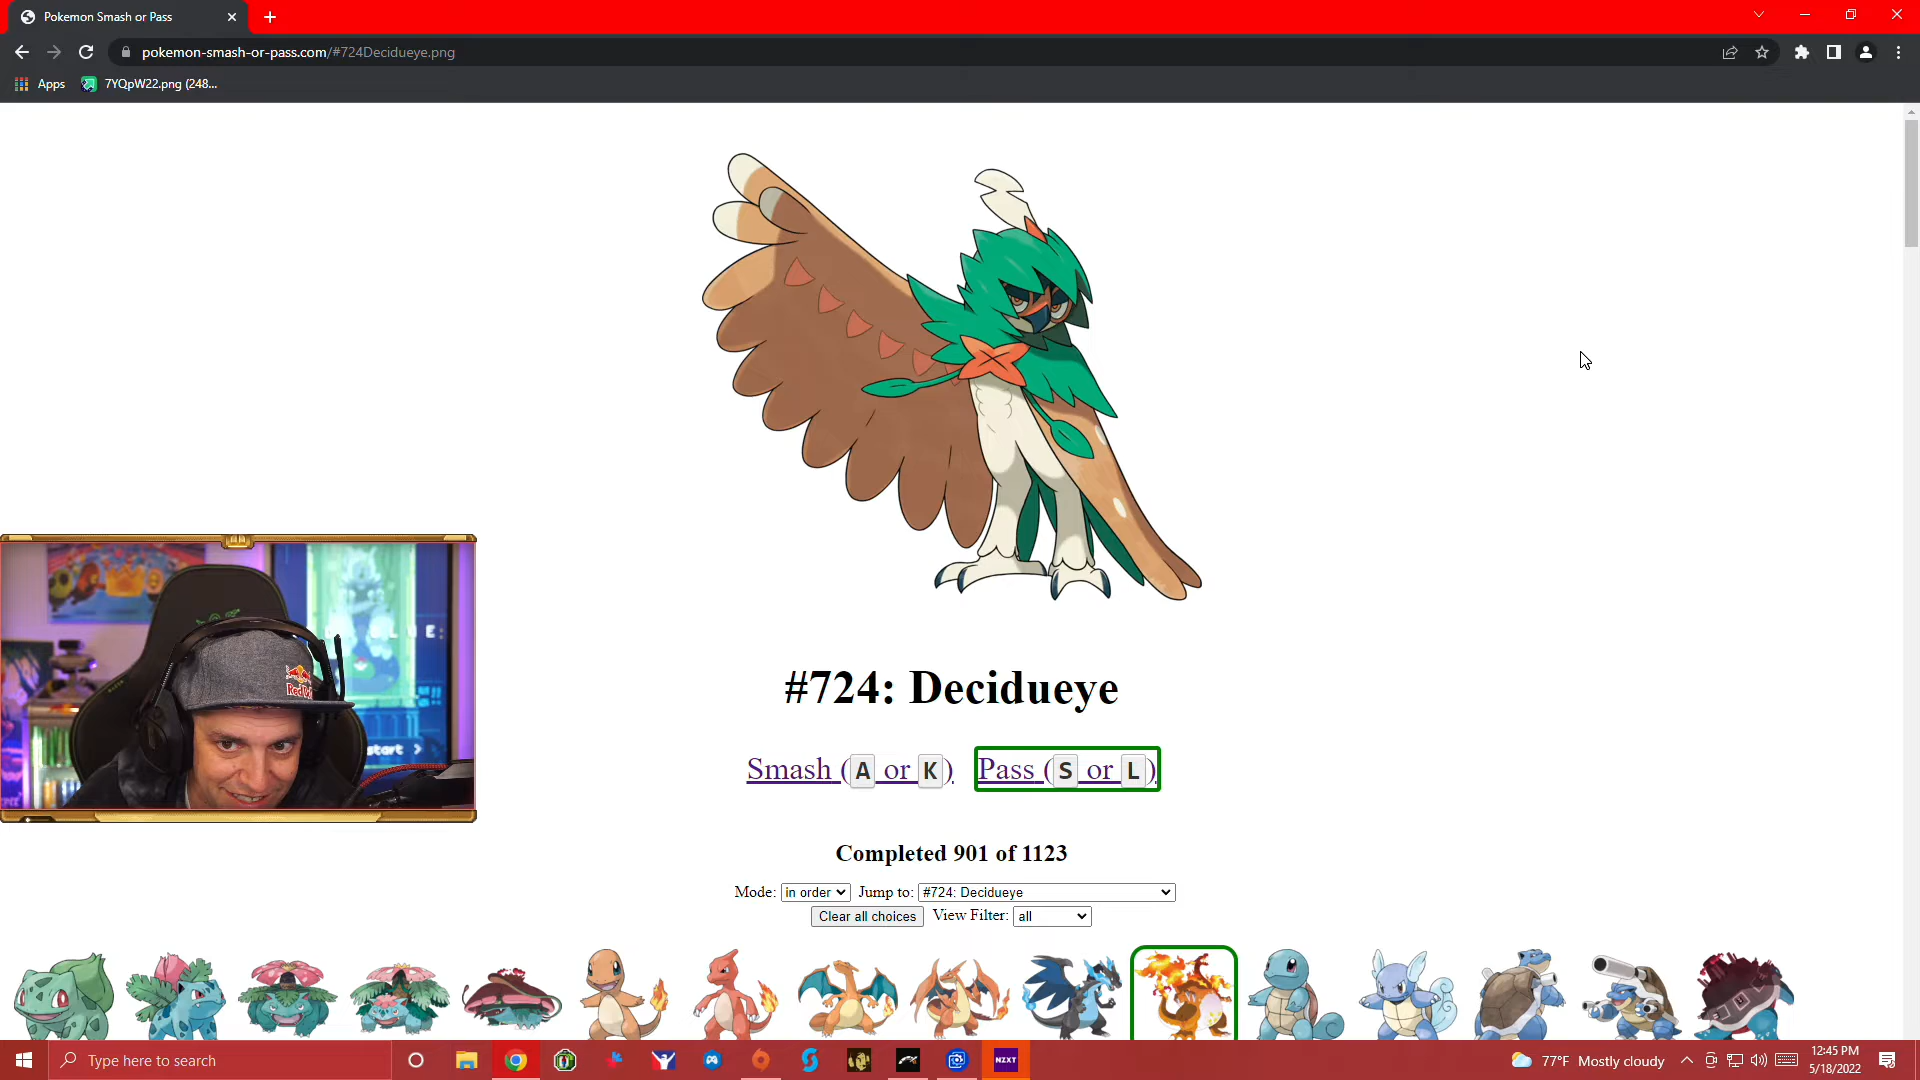 Pokemon Smash or Pass
pokemon-smash-or-pass.com/#724Decidueye.png
Apps
7YQpW22.png (248...
start >
#724: Decidueye
Smash (A or K) Pass (S or L)
Completed 901 of 1123
Mode: in order Jump to: #724: Decidueye
Clear all choices View Filter: all
Type here to search
NZXT
77°F Mostly cloudy
12:45 PM
5/18/2022